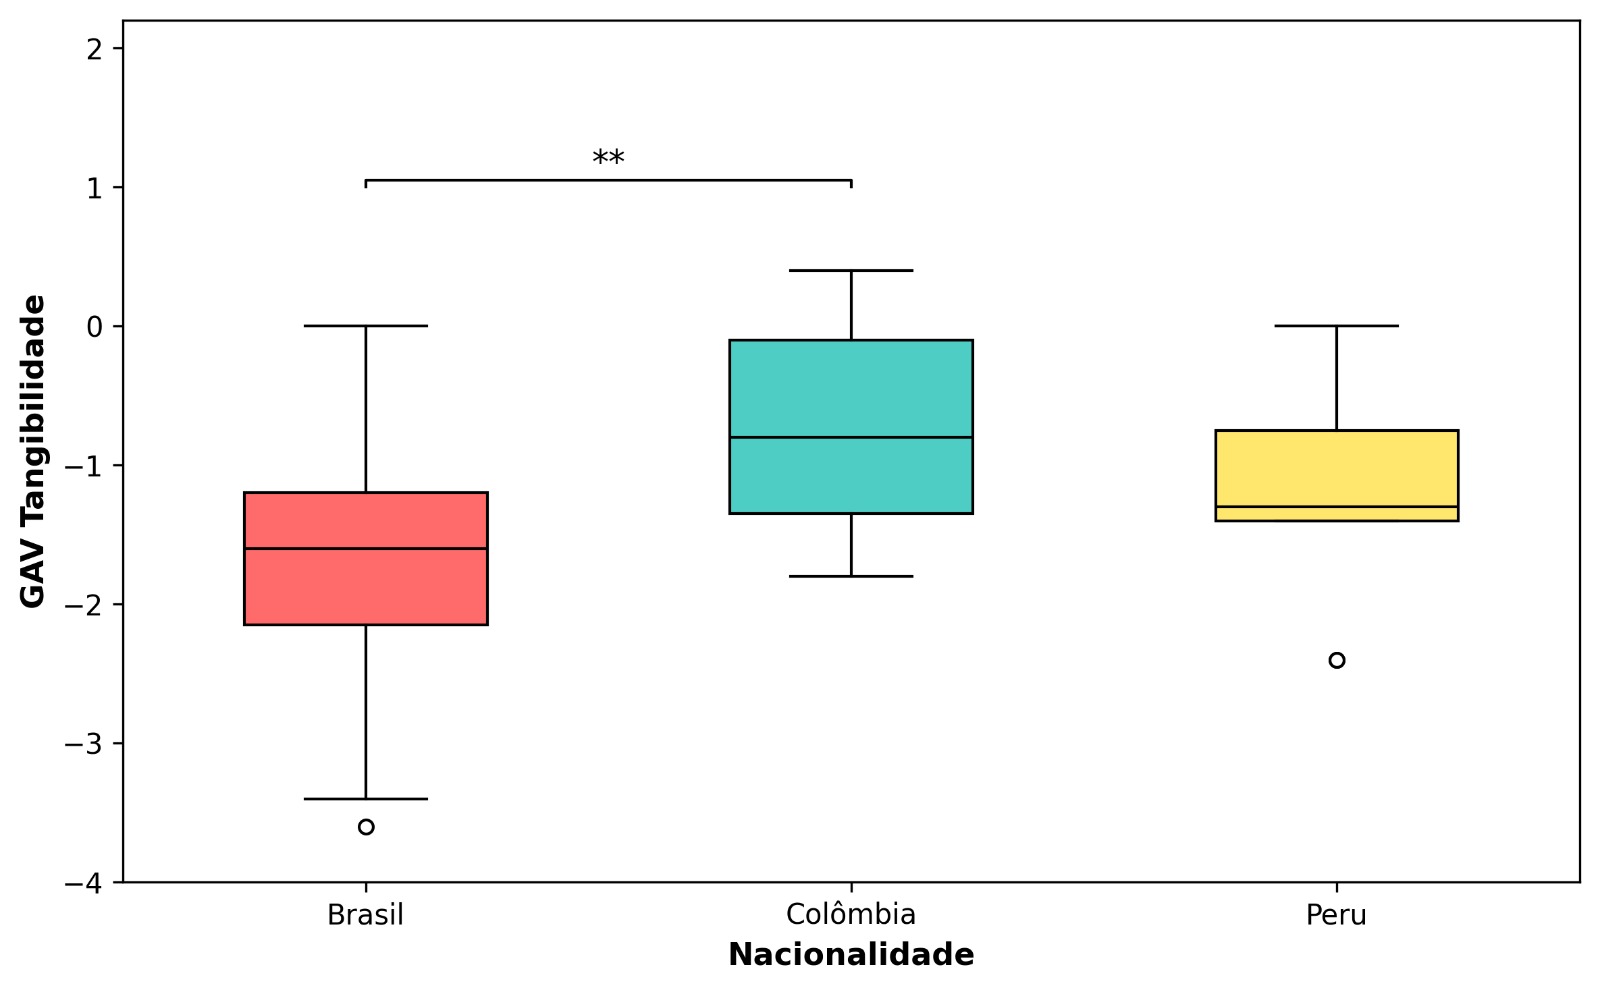 GAV Tangibilidade
2
1
0
−1
−2
−3
−4
**
Brasil
Colômbia
Peru
Nacionalidade